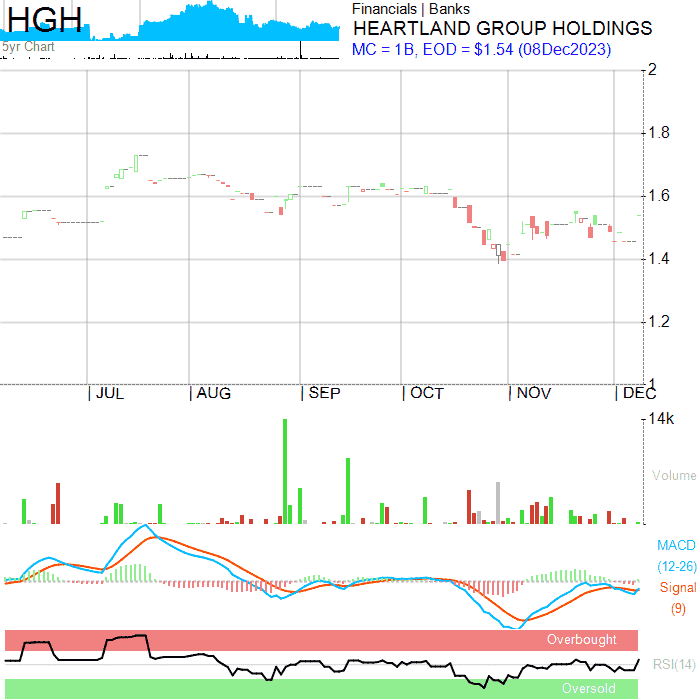 HGH
5yr Chart
Financials | Banks
HEARTLAND GROUP HOLDINGS
MC = 1B, EOD = $1.54 (08Dec2023)
2
1.8
1.6
1.4
1.2
1
JUL AUG SEP OCT NOV DEC
14k
Volume
MACD
(12-26)
Signal
(9)
Overbought
RSI(14)
Oversold